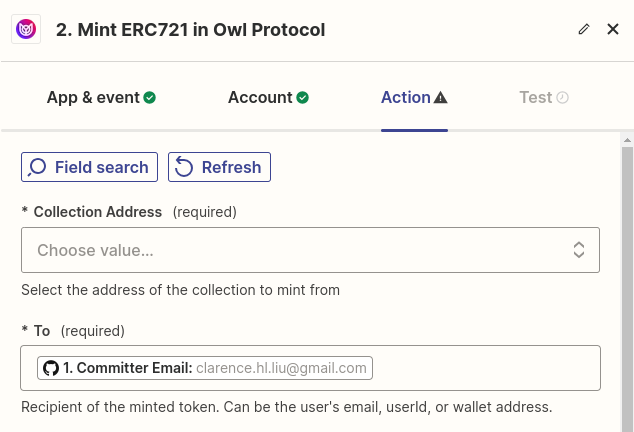 2. Mint ERC721 in Owl Protocol
App & event Account Action Test
Field search Refresh
* Collection Address (required)
Choose value...
Select the address of the collection to mint from
* To (required)
1. Committer Email: clarence.hl.liu@gmail.com
Recipient of the minted token. Can be the user's email, userId, or wallet address.